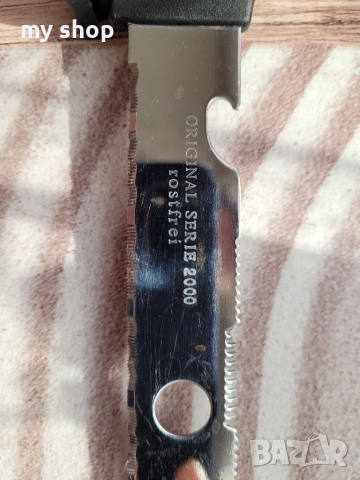 my shop
ORIGINAL SERIE 2000
rostfrei
BAZAR